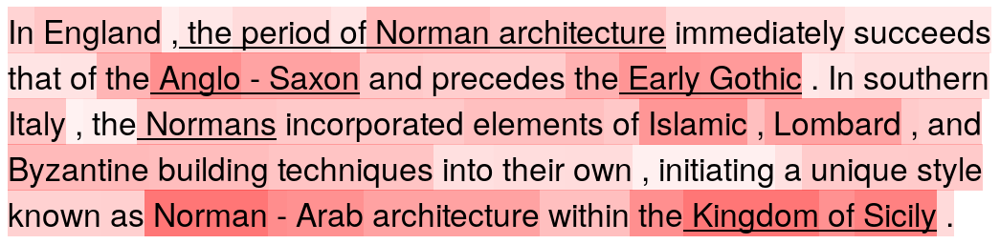 In England , the period of Norman architecture immediately succeeds
that of the Anglo - Saxon and precedes the Early Gothic . In southern
Italy , the Normans incorporated elements of Islamic , Lombard , and
Byzantine building techniques into their own , initiating a unique style
known as Norman - Arab architecture within the Kingdom of Sicily .